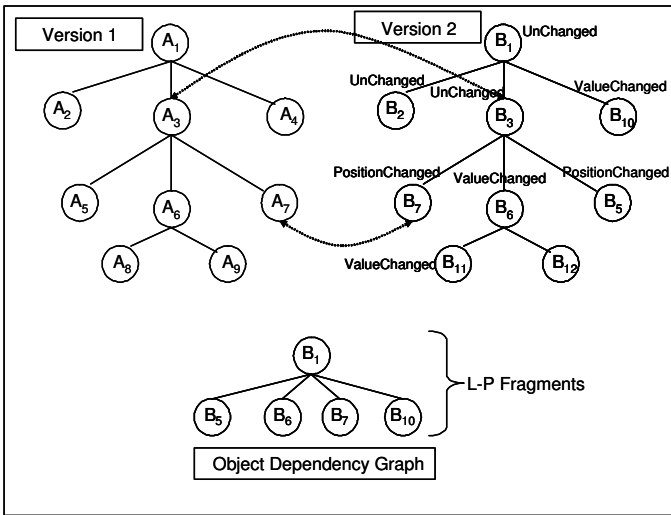 Version 1
Version 2
A1
B1
UnChanged
UnChanged
UnChanged
ValueChanged
A2
A3
A4
B2
B3
B10
PositionChanged
ValueChanged
PositionChanged
A5
A6
A7
B7
B6
B5
A8
A9
ValueChanged
B11
B12
B1
L-P Fragments
B5
B6
B7
B10
Object Dependency Graph